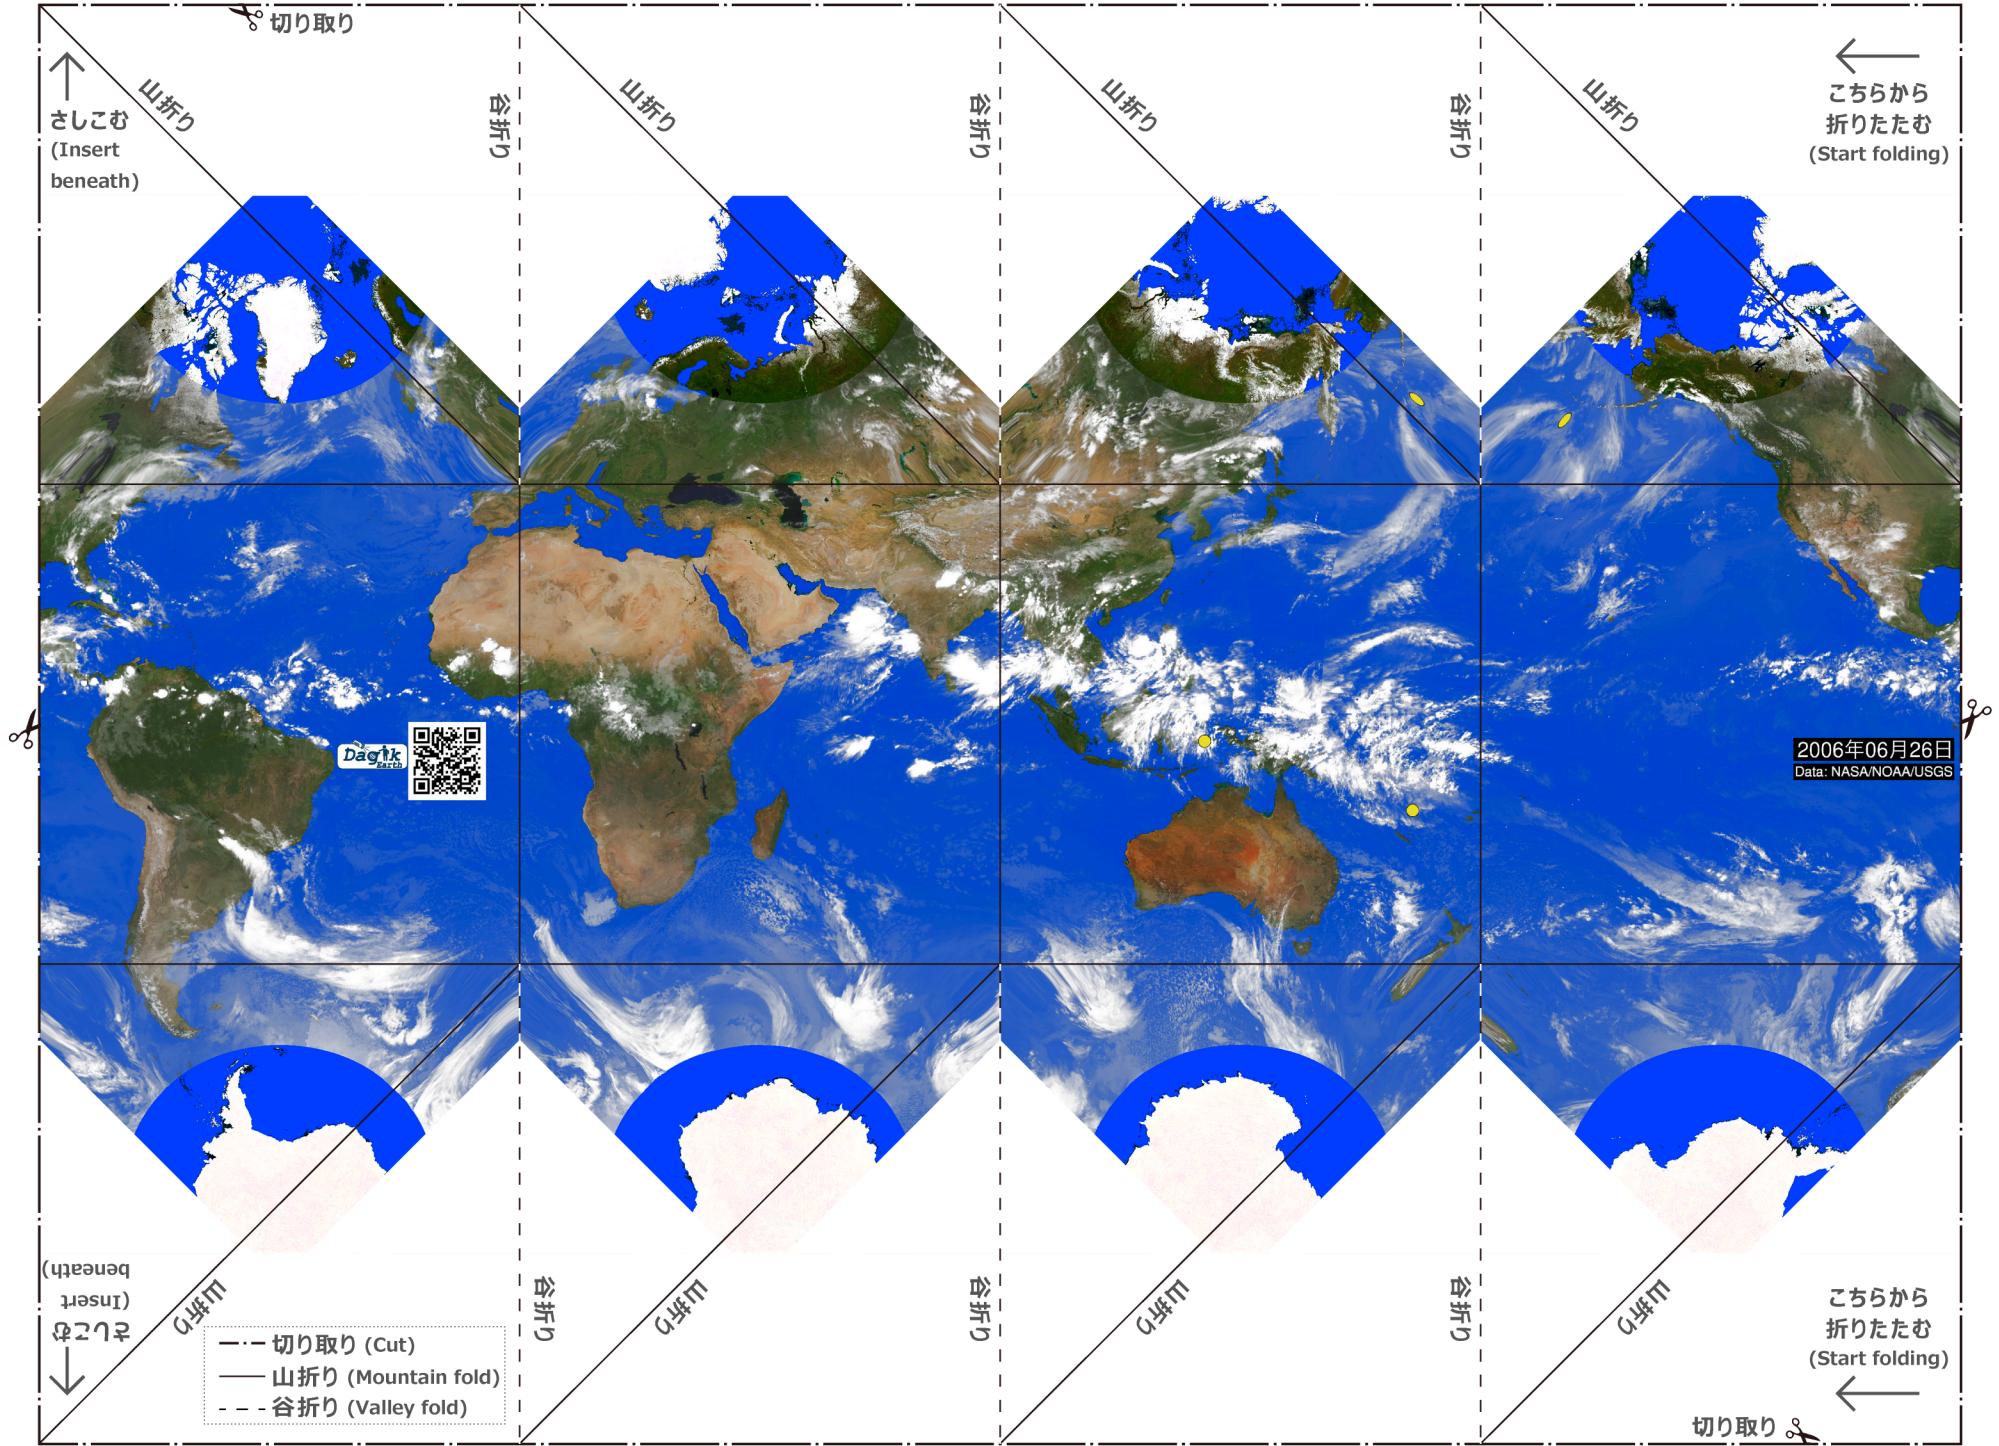 切り取り
さしこむ
(Insert
beneath)
山折り
谷折り
山折り
谷折り
山折り
谷折り
山折り
こちらから
折りたたむ
(Start folding)
Dagik
Earth
2006年06月26日
Data: NASA/NOAA/USGS
さしこむ
(Insert
beneath)
山折り
谷折り
山折り
谷折り
山折り
谷折り
山折り
こちらから
折りたたむ
(Start folding)
切り取り (Cut)
山折り (Mountain fold)
谷折り (Valley fold)
切り取り